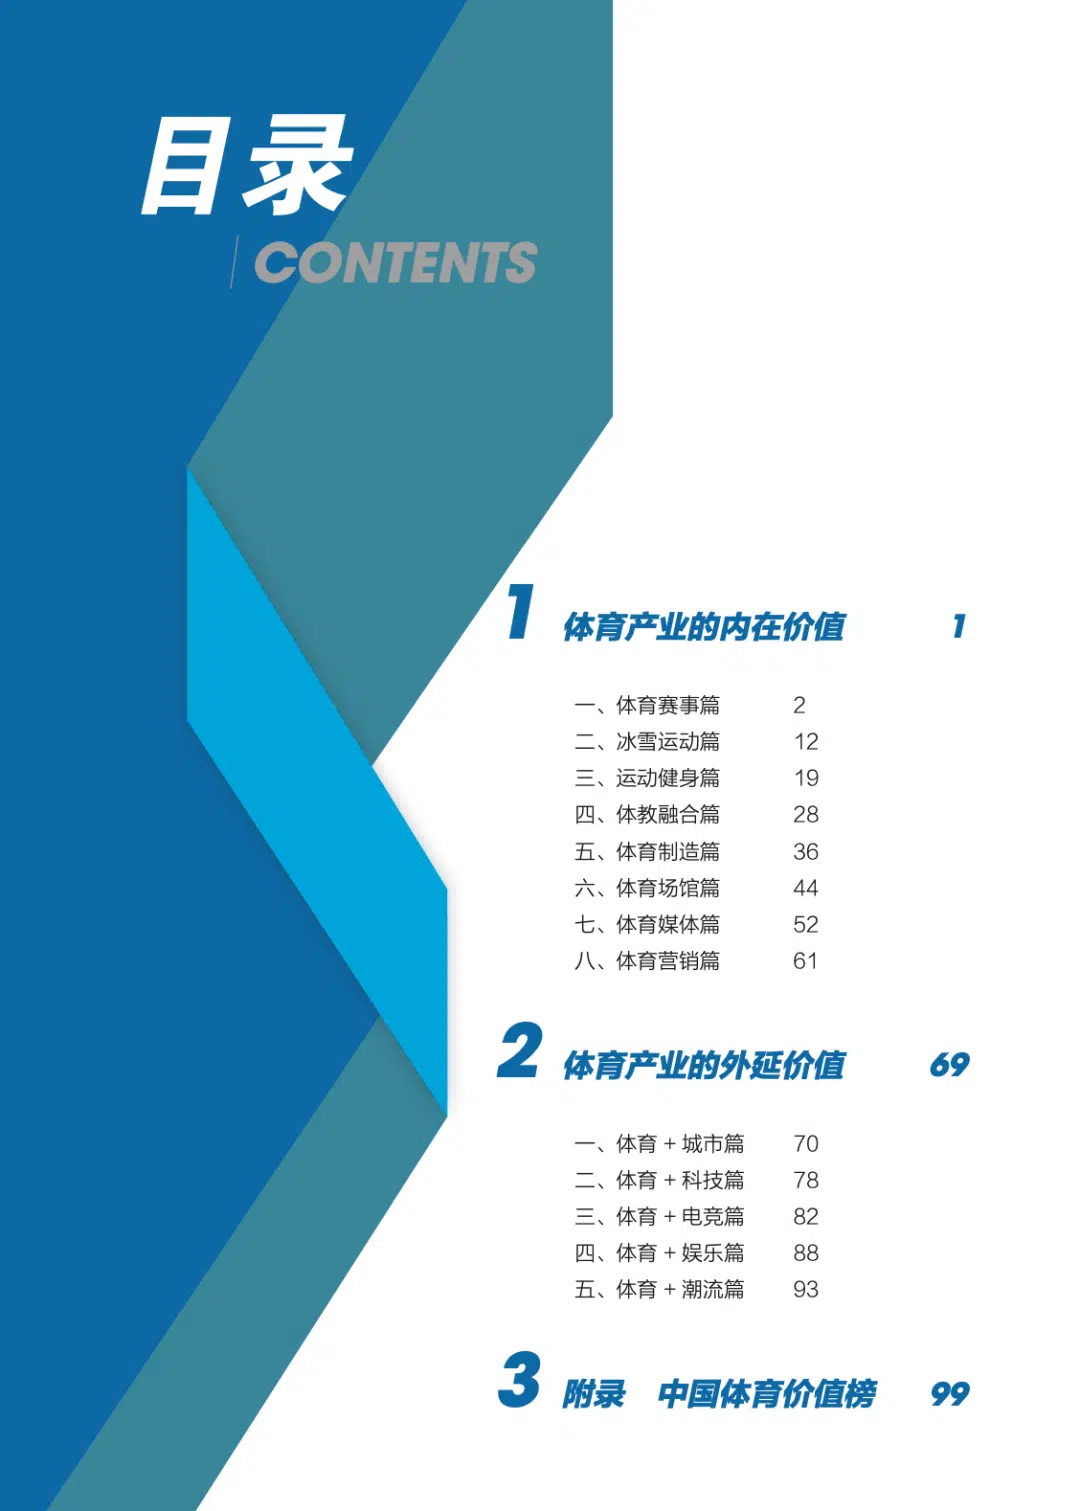 目录
CONTENTS
1 体育产业的内在价值 1
一、体育赛事篇 2
二、冰雪运动篇 12
三、运动健身篇 19
四、体教融合篇 28
五、体育制造篇 36
六、体育场馆篇 44
七、体育媒体篇 52
八、体育营销篇 61
2 体育产业的外延价值 69
一、体育 + 城市篇 70
二、体育 + 科技篇 78
三、体育 + 电竞篇 82
四、体育 + 娱乐篇 88
五、体育 + 潮流篇 93
3 附录 中国体育价值榜 99